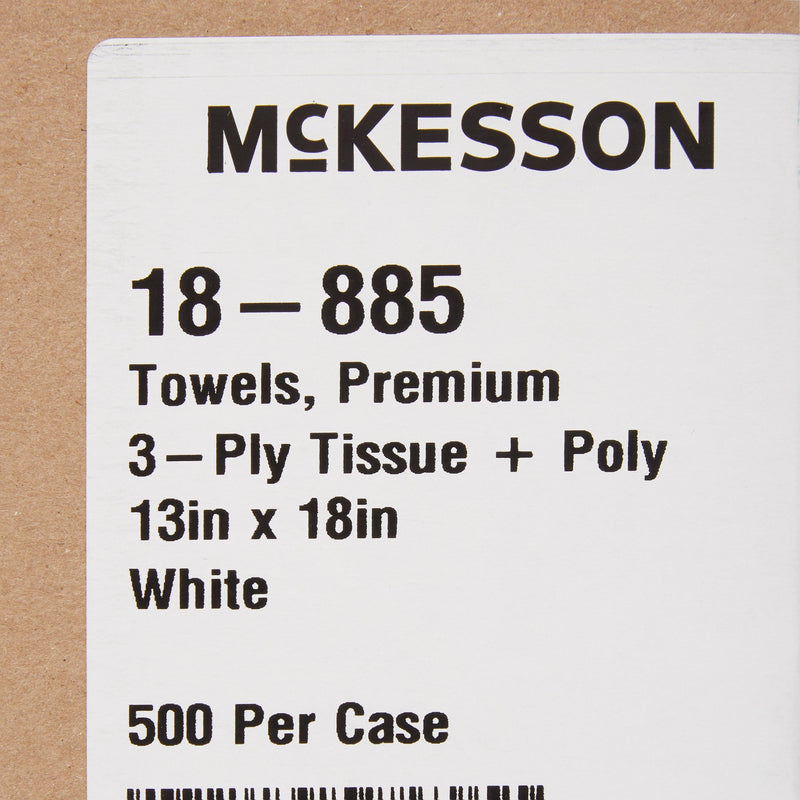 McKESSON
18-885
Towels, Premium
3-Ply Tissue + Poly
13in x 18in
White
500 Per Case